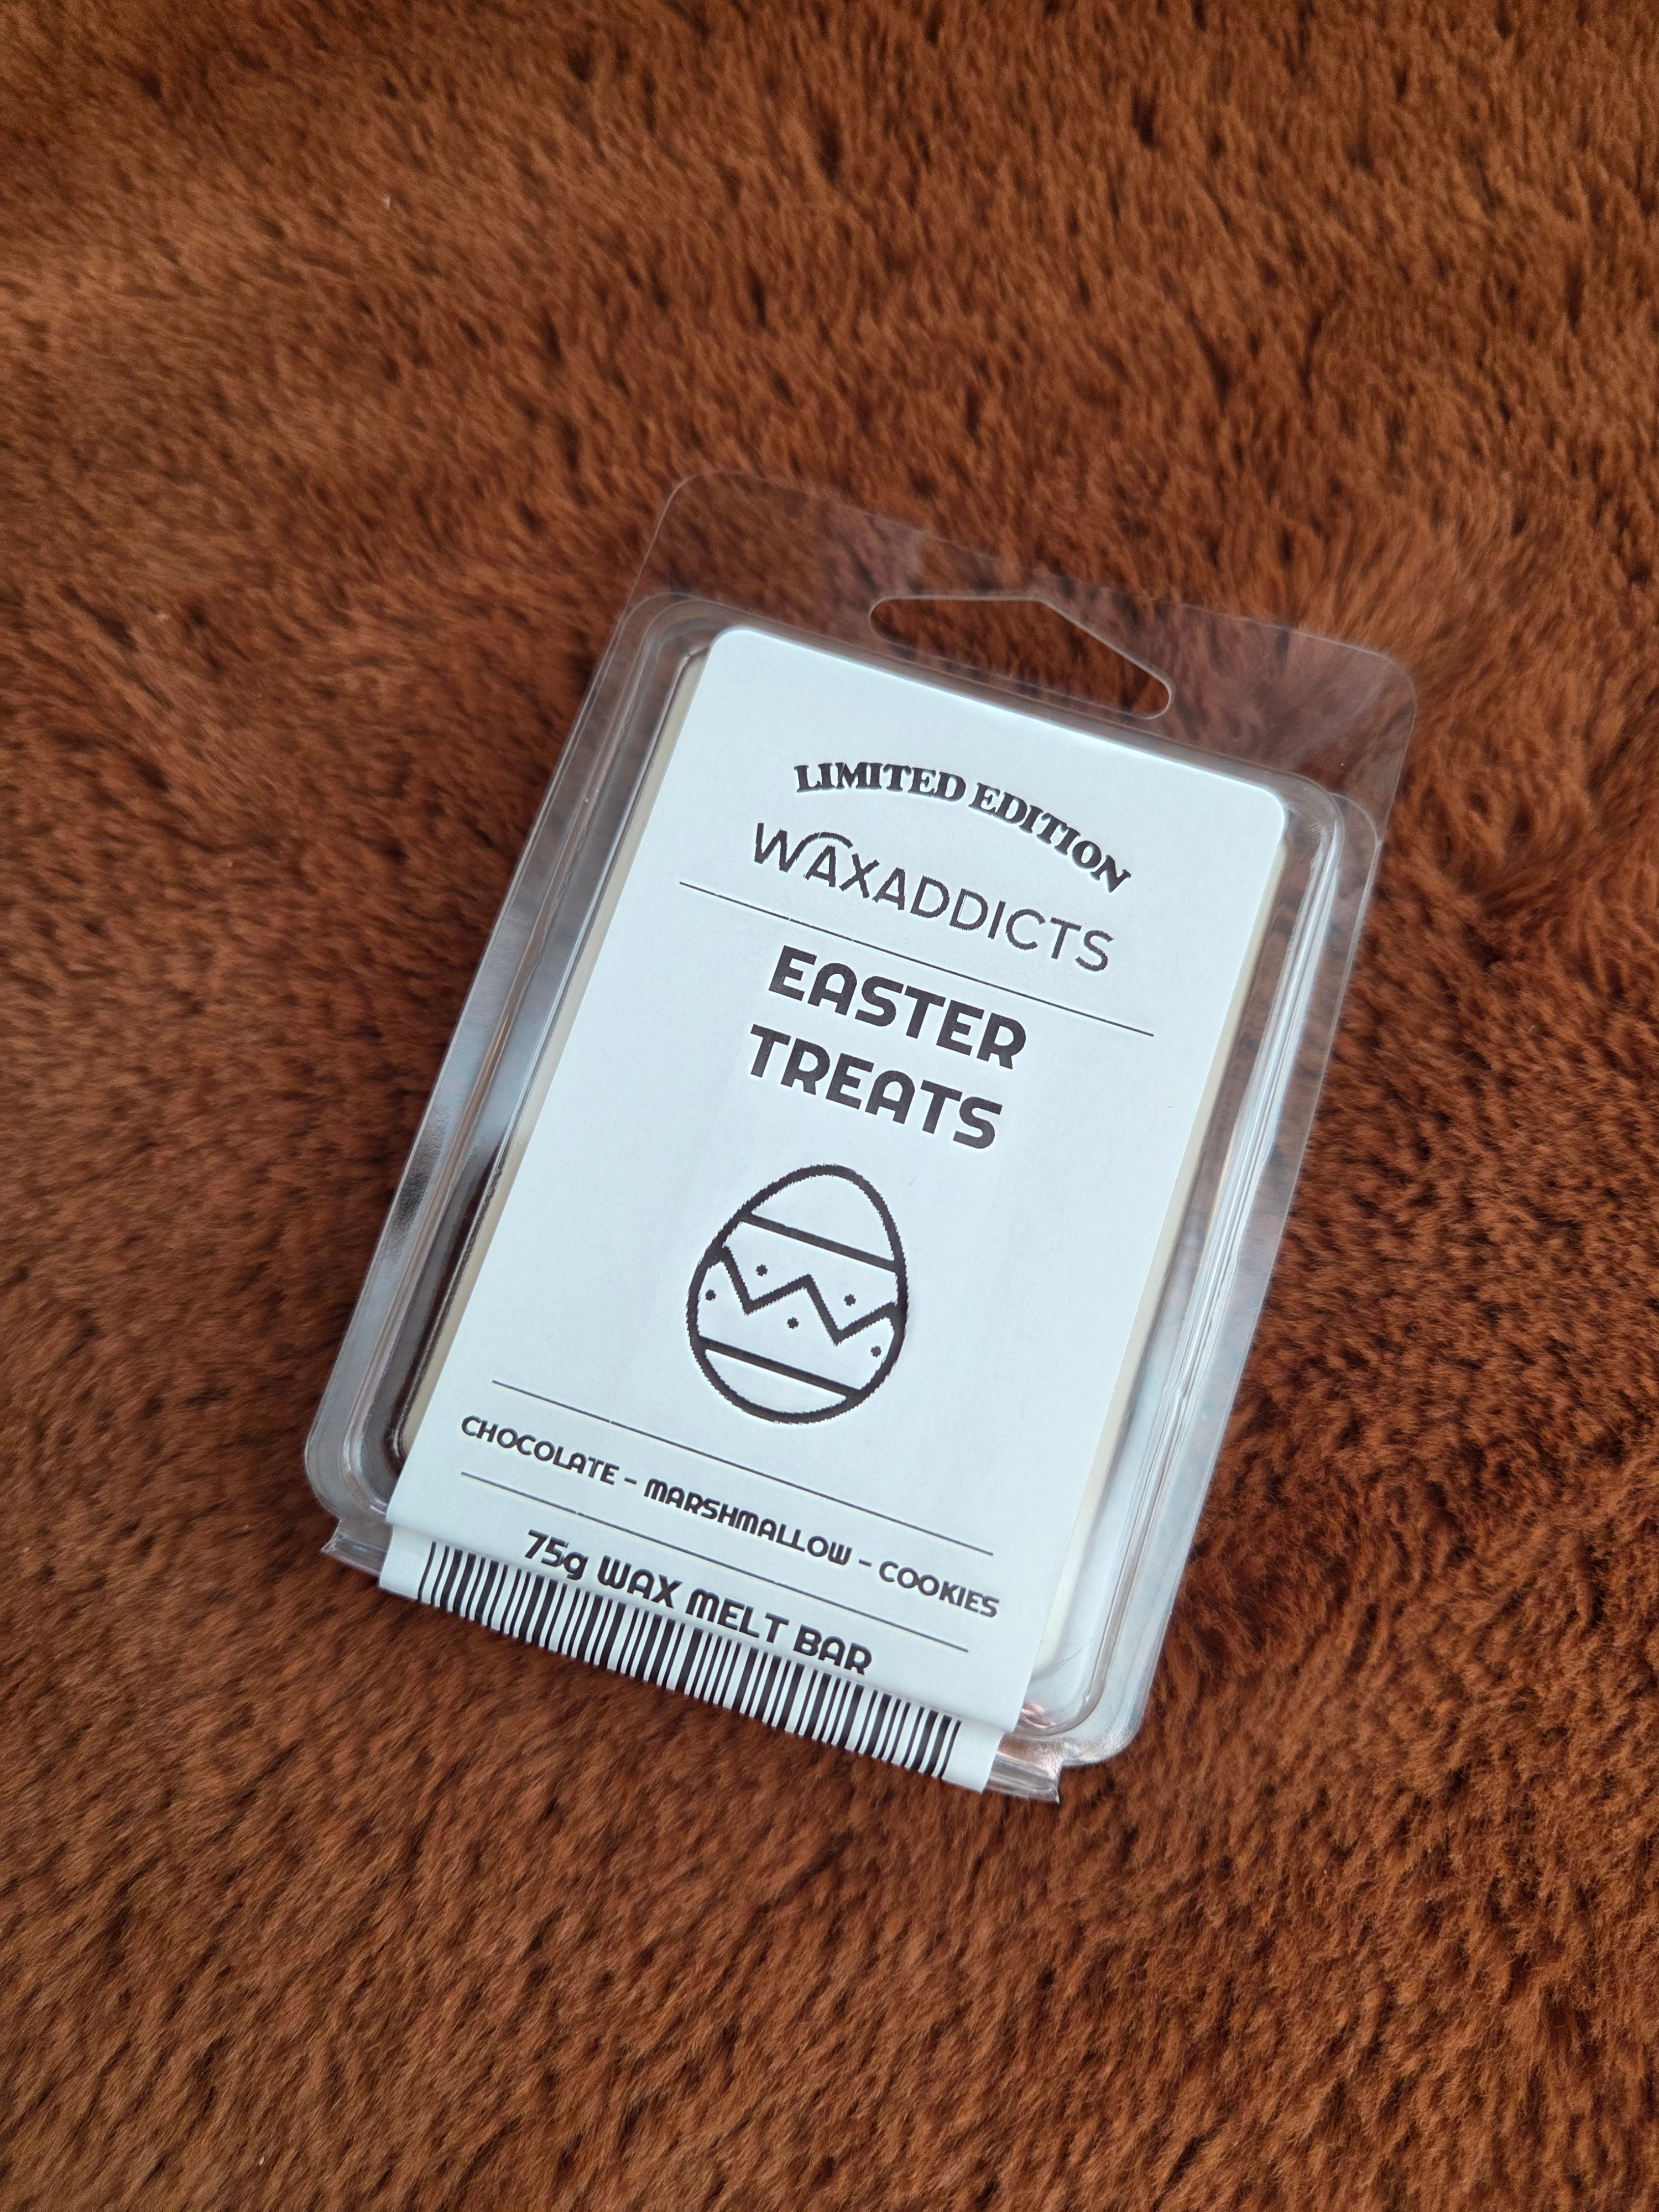 LIMITED EDITION
WAXADDICTS
EASTER
TREATS
CHOCOLATE - MARSHMALLOW - COOKIES
75g WAX MELT BAR